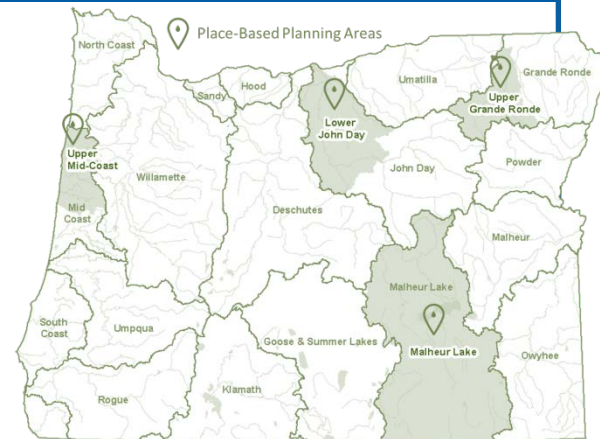 Place-Based Planning Areas
North Coast
Sandy
Hood
Umatilla
Grande Ronde
Upper
Grande Ronde
Lower
John Day
Upper
Mid-Coast
Willamette
John Day
Powder
Mid
Coast
Deschutes
Malheur
Malheur Lake
South
Coast
Umpqua
Goose & Summer Lakes
Malheur Lake
Owyhee
Rogue
Klamath